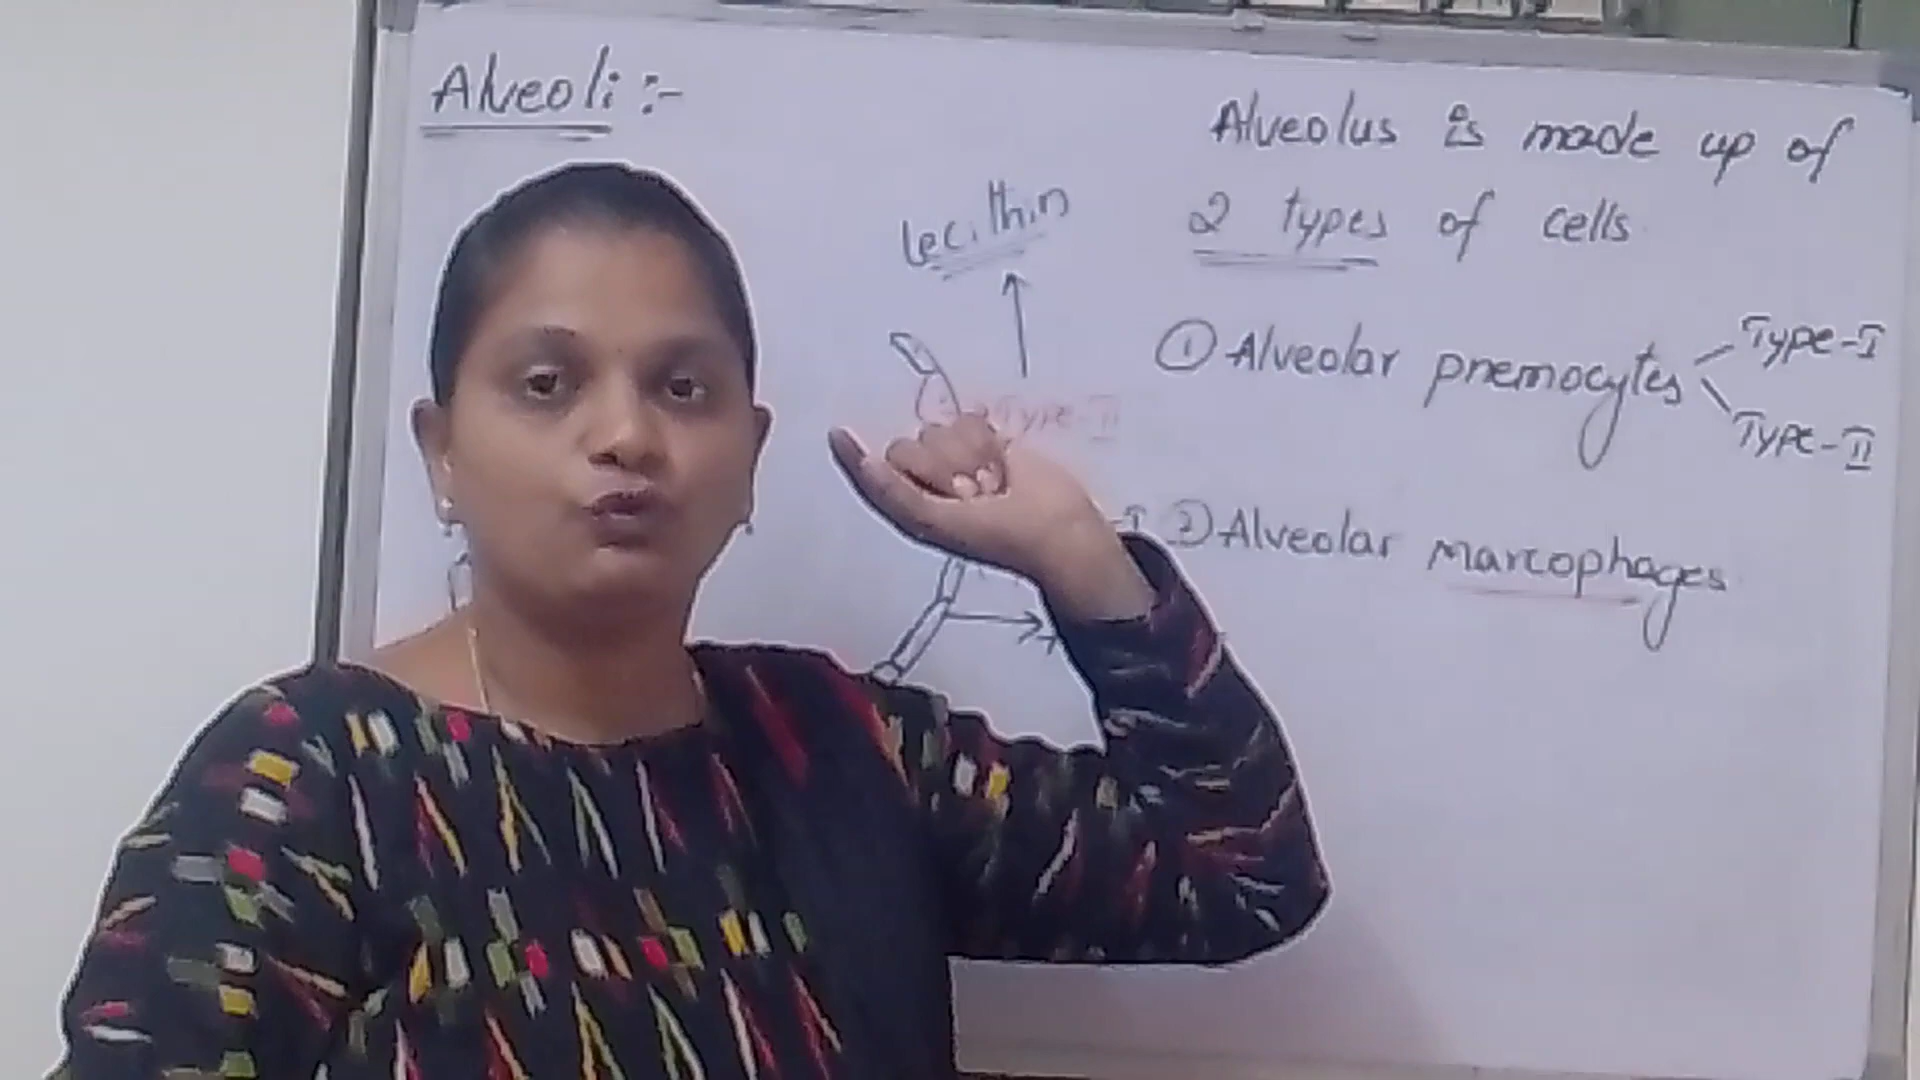 Alveoli :-
Alveolus is made up of
2 types of cells.
Lecithin
① Alveolar pnemocytes
Type-I
Type-II
Type-II
② Alveolar marcophages